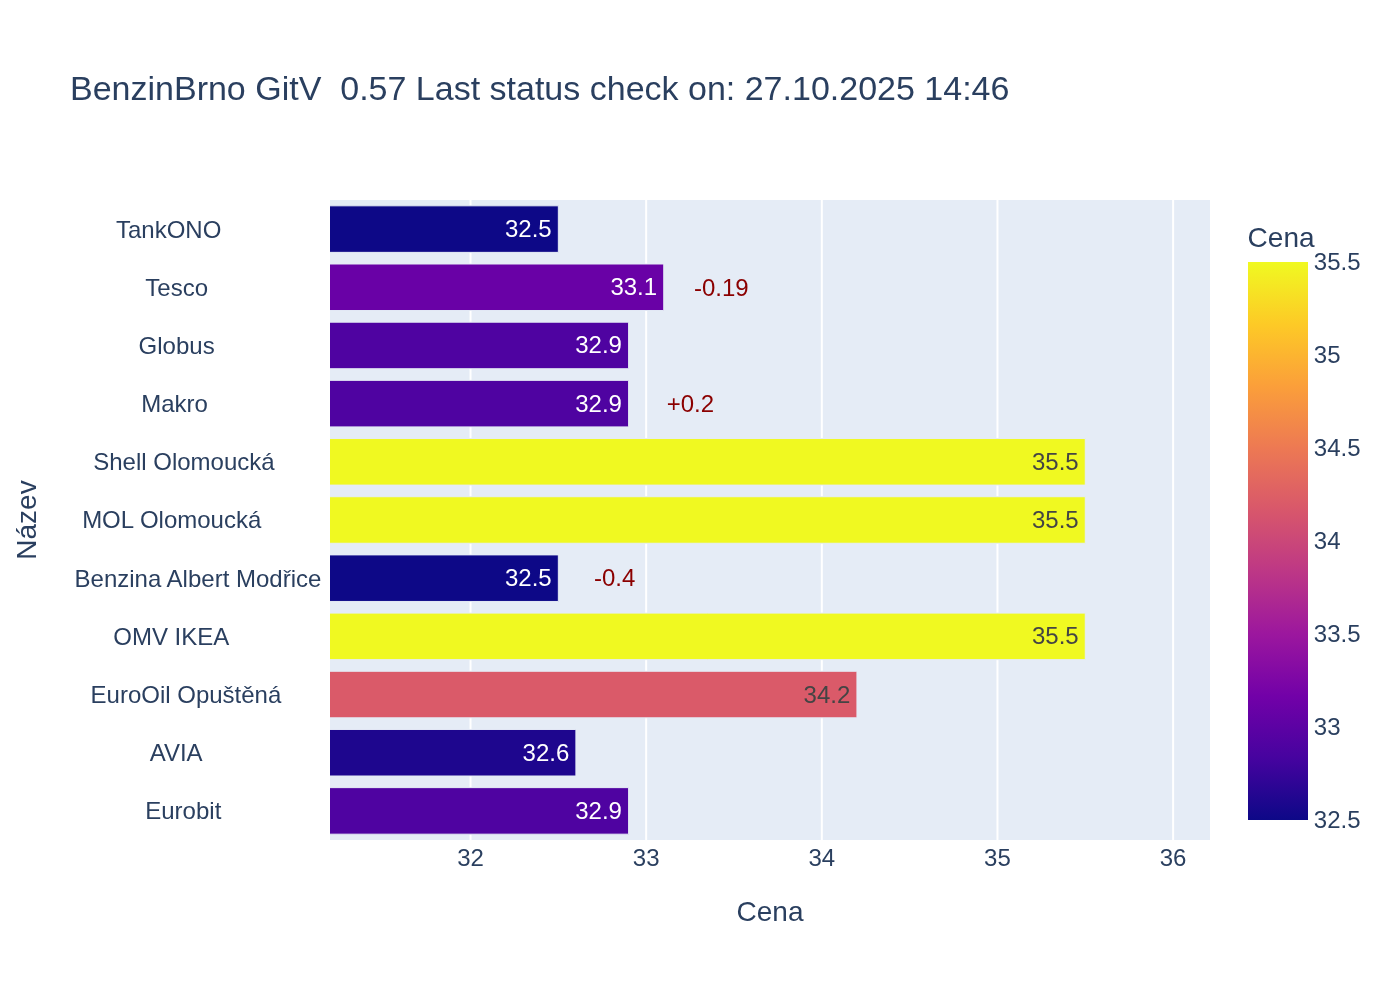 BenzinBrno GitV  0.57 Last status check on: 27.10.2025 14:46
TankONO 32.5
Tesco 33.1 -0.19
Globus 32.9
Makro 32.9 +0.2
Shell Olomoucká 35.5
MOL Olomoucká 35.5
Benzina Albert Modřice 32.5 -0.4
OMV IKEA 35.5
EuroOil Opuštěná 34.2
AVIA 32.6
Eurobit 32.9
Název
32 33 34 35 36
Cena
Cena
35.5
35
34.5
34
33.5
33
32.5